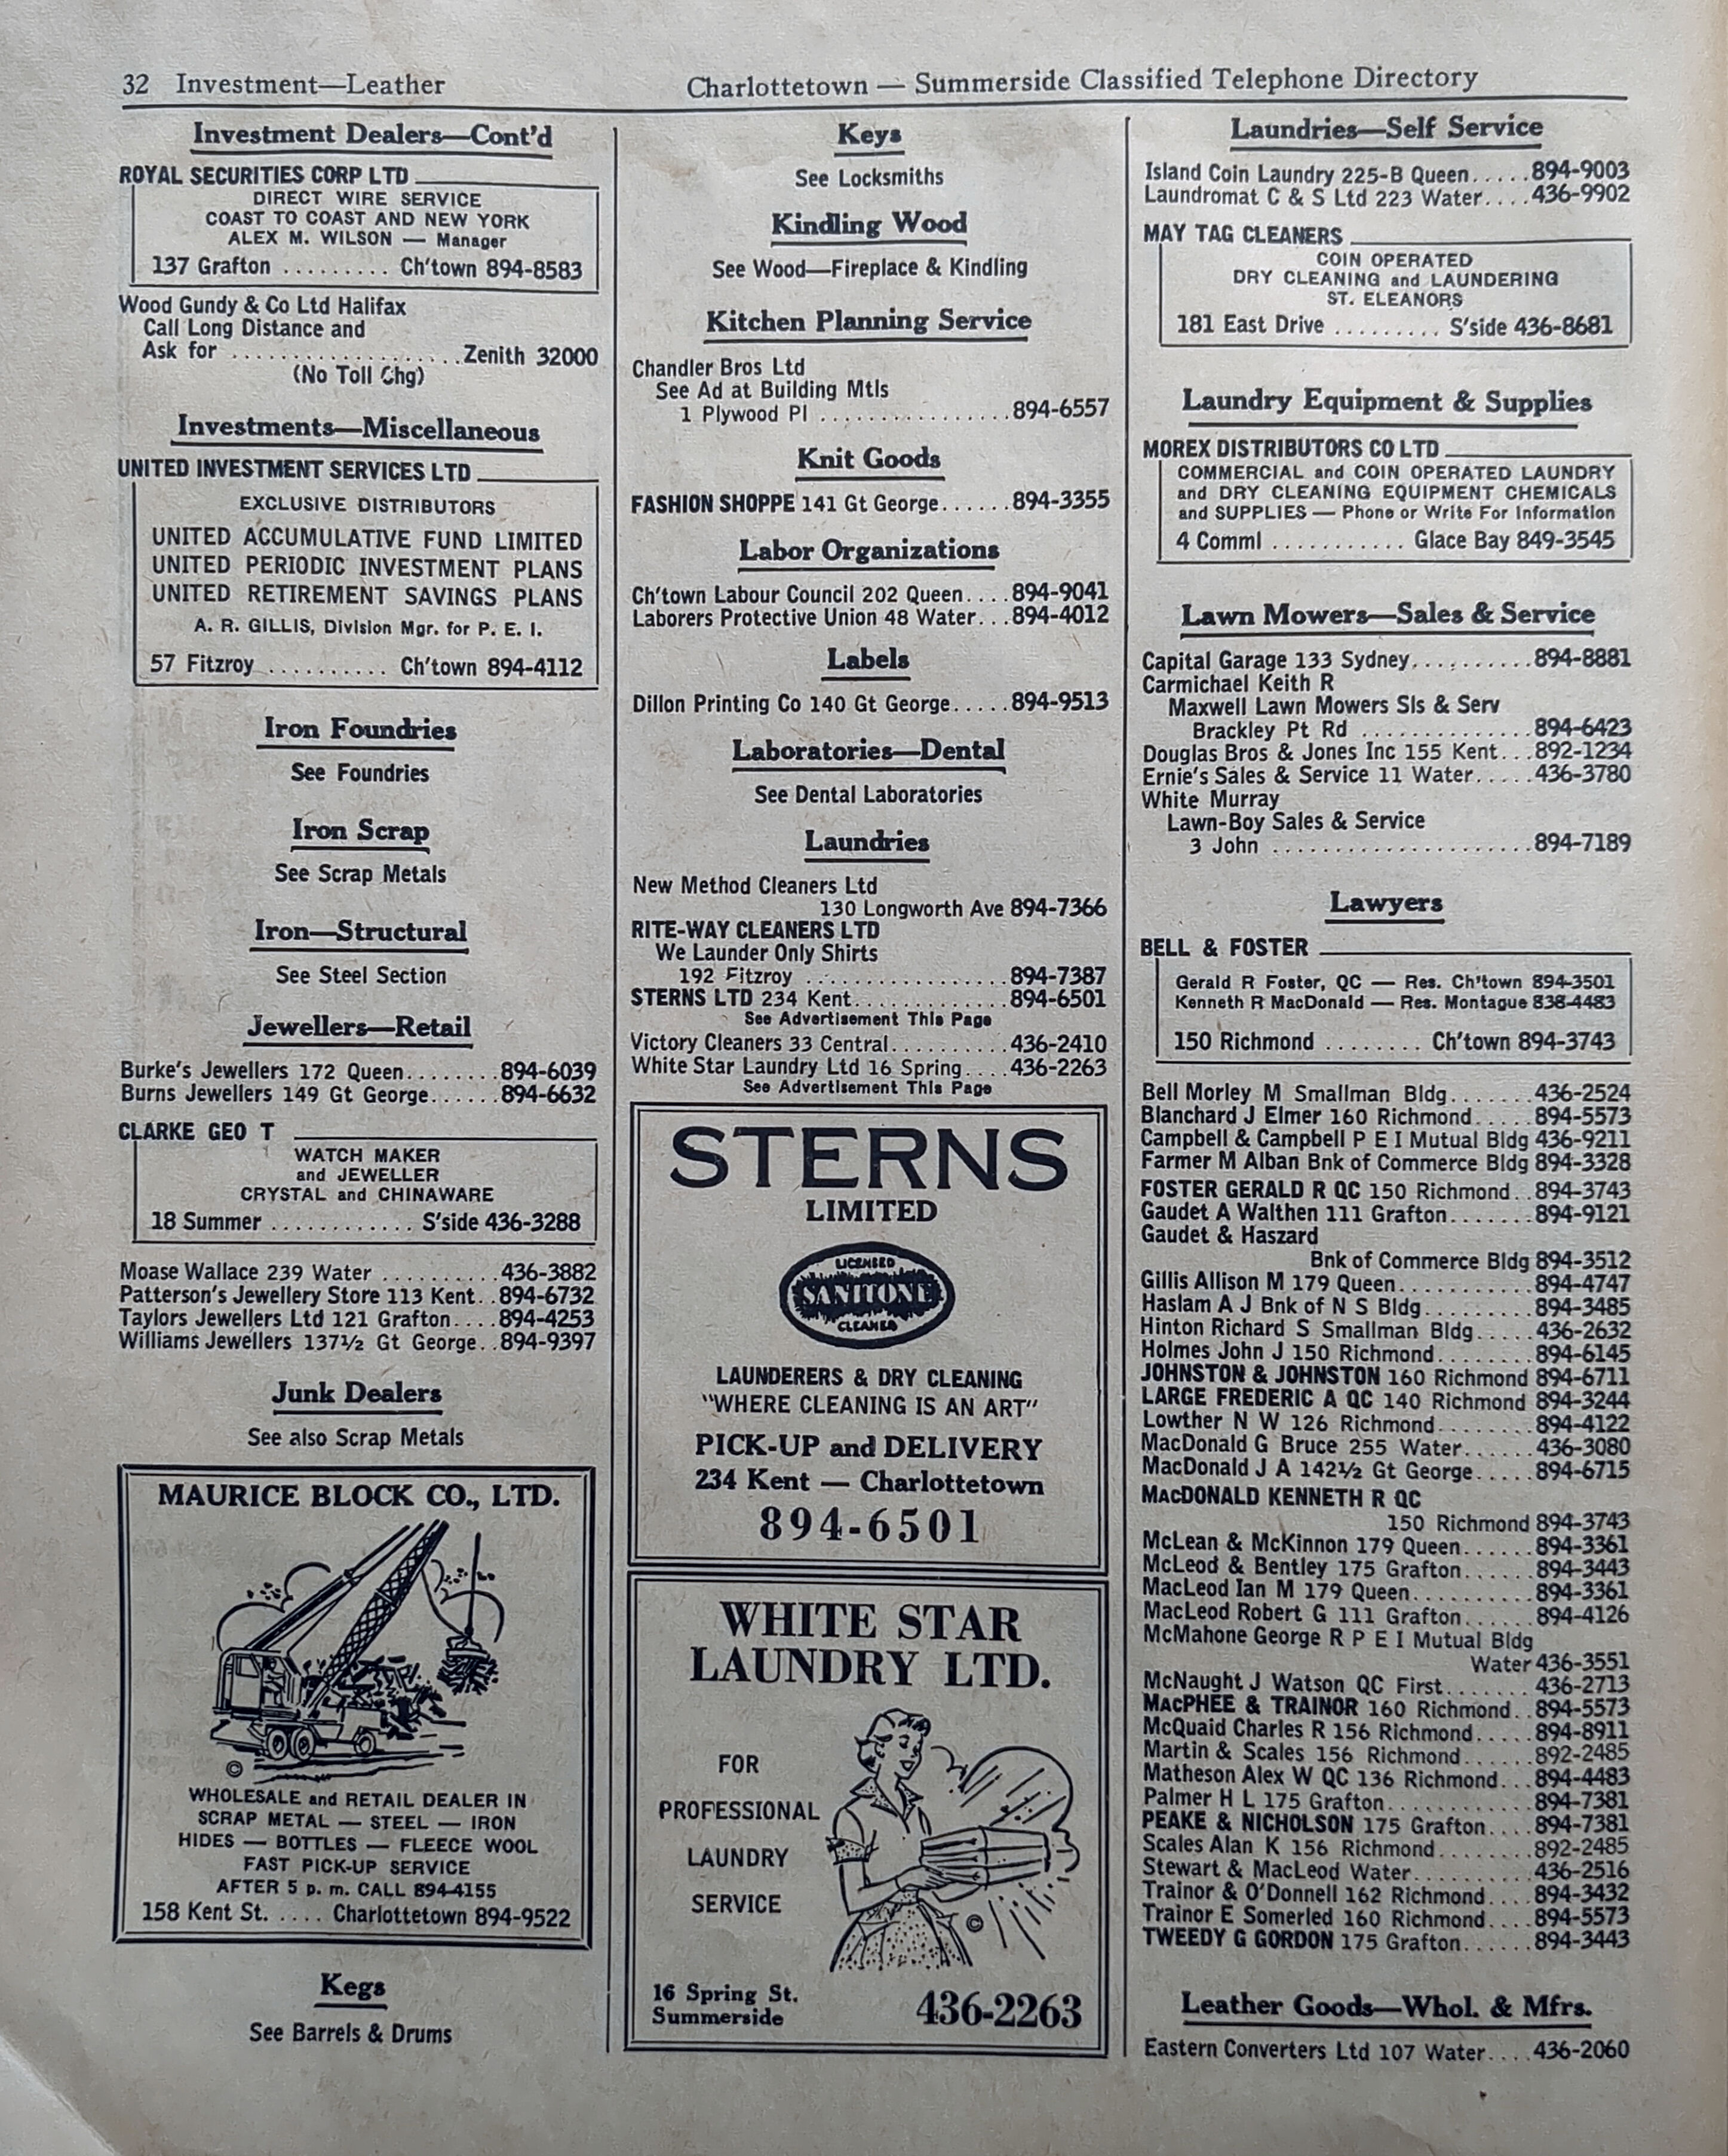 32 Investment—Leather
Charlottetown — Summerside Classified Telephone Directory
Investment Dealers—Cont'd
ROYAL SECURITIES CORP LTD
DIRECT WIRE SERVICE
COAST TO COAST AND NEW YORK
ALEX M. WILSON — Manager
137 Grafton ......... Ch'town 894-8583
Wood Gundy & Co Ltd Halifax
Call Long Distance and
Ask for ....................Zenith 32000
(No Toll Chg)
Investments—Miscellaneous
UNITED INVESTMENT SERVICES LTD
EXCLUSIVE DISTRIBUTORS
UNITED ACCUMULATIVE FUND LIMITED
UNITED PERIODIC INVESTMENT PLANS
UNITED RETIREMENT SAVINGS PLANS
A. R. GILLIS, Division Mgr. for P. E. I.
57 Fitzroy .......... Ch'town 894-4112
Iron Foundries
See Foundries
Iron Scrap
See Scrap Metals
Iron—Structural
See Steel Section
Jewellers—Retail
Burke's Jewellers 172 Queen........894-6039
Burns Jewellers 149 Gt George......894-6632
CLARKE GEO T
WATCH MAKER
and JEWELLER
CRYSTAL and CHINAWARE
18 Summer ............ S'side 436-3288
Moase Wallace 239 Water ..........436-3882
Patterson's Jewellery Store 113 Kent..894-6732
Taylors Jewellers Ltd 121 Grafton....894-4253
Williams Jewellers 137½ Gt George..894-9397
Junk Dealers
See also Scrap Metals
MAURICE BLOCK CO., LTD.
©
WHOLESALE and RETAIL DEALER IN
SCRAP METAL — STEEL — IRON
HIDES — BOTTLES — FLEECE WOOL
FAST PICK-UP SERVICE
AFTER 5 p. m. CALL 894-4155
158 Kent St. ..... Charlottetown 894-9522
Kegs
See Barrels & Drums
Keys
See Locksmiths
Kindling Wood
See Wood—Fireplace & Kindling
Kitchen Planning Service
Chandler Bros Ltd
See Ad at Building Mtls
1 Plywood Pl ................894-6557
Knit Goods
FASHION SHOPPE 141 Gt George......894-3355
Labor Organizations
Ch'town Labour Council 202 Queen....894-9041
Laborers Protective Union 48 Water...894-4012
Labels
Dillon Printing Co 140 Gt George.....894-9513
Laboratories—Dental
See Dental Laboratories
Laundries
New Method Cleaners Ltd
130 Longworth Ave 894-7366
RITE-WAY CLEANERS LTD
We Launder Only Shirts
192 Fitzroy .................894-7387
STERNS LTD 234 Kent.............894-6501
See Advertisement This Page
Victory Cleaners 33 Central..........436-2410
White Star Laundry Ltd 16 Spring....436-2263
See Advertisement This Page
STERNS
LIMITED
LICENSED
SANITONE
CLEANER
LAUNDERERS & DRY CLEANING
"WHERE CLEANING IS AN ART"
PICK-UP and DELIVERY
234 Kent — Charlottetown
894-6501
WHITE STAR
LAUNDRY LTD.
FOR
PROFESSIONAL
LAUNDRY
SERVICE
©
16 Spring St.
Summerside
436-2263
Laundries—Self Service
Island Coin Laundry 225-B Queen.....894-9003
Laundromat C & S Ltd 223 Water....436-9902
MAY TAG CLEANERS
COIN OPERATED
DRY CLEANING and LAUNDERING
ST. ELEANORS
181 East Drive ......... S'side 436-8681
Laundry Equipment & Supplies
MOREX DISTRIBUTORS CO LTD
COMMERCIAL and COIN OPERATED LAUNDRY
and DRY CLEANING EQUIPMENT CHEMICALS
and SUPPLIES — Phone or Write For Information
4 Comml ........... Glace Bay 849-3545
Lawn Mowers—Sales & Service
Capital Garage 133 Sydney..........894-8881
Carmichael Keith R
Maxwell Lawn Mowers Sls & Serv
Brackley Pt Rd ..............894-6423
Douglas Bros & Jones Inc 155 Kent...892-1234
Ernie's Sales & Service 11 Water.....436-3780
White Murray
Lawn-Boy Sales & Service
3 John .....................894-7189
Lawyers
BELL & FOSTER
Gerald R Foster, QC — Res. Ch'town 894-3501
Kenneth R MacDonald — Res. Montague 838-4483
150 Richmond ........ Ch'town 894-3743
Bell Morley M Smallman Bldg.......436-2524
Blanchard J Elmer 160 Richmond.....894-5573
Campbell & Campbell P E I Mutual Bldg 436-9211
Farmer M Alban Bnk of Commerce Bldg 894-3328
FOSTER GERALD R QC 150 Richmond..894-3743
Gaudet A Walthen 111 Grafton.......894-9121
Gaudet & Haszard
Bnk of Commerce Bldg 894-3512
Gillis Allison M 179 Queen...........894-4747
Haslam A J Bnk of N S Bldg.........894-3485
Hinton Richard S Smallman Bldg.....436-2632
Holmes John J 150 Richmond........894-6145
JOHNSTON & JOHNSTON 160 Richmond 894-6711
LARGE FREDERIC A QC 140 Richmond 894-3244
Lowther N W 126 Richmond........894-4122
MacDonald G Bruce 255 Water......436-3080
MacDonald J A 142½ Gt George.....894-6715
MacDONALD KENNETH R QC
150 Richmond 894-3743
McLean & McKinnon 179 Queen......894-3361
McLeod & Bentley 175 Grafton......894-3443
MacLeod Ian M 179 Queen..........894-3361
MacLeod Robert G 111 Grafton......894-4126
McMahone George R P E I Mutual Bldg
Water 436-3551
McNaught J Watson QC First.......436-2713
MacPHEE & TRAINOR 160 Richmond..894-5573
McQuaid Charles R 156 Richmond.....894-8911
Martin & Scales 156 Richmond......892-2485
Matheson Alex W QC 136 Richmond...894-4483
Palmer H L 175 Grafton............894-7381
PEAKE & NICHOLSON 175 Grafton....894-7381
Scales Alan K 156 Richmond........892-2485
Stewart & MacLeod Water..........436-2516
Trainor & O'Donnell 162 Richmond....894-3432
Trainor E Somerled 160 Richmond....894-5573
TWEEDY G GORDON 175 Grafton......894-3443
Leather Goods—Whol. & Mfrs.
Eastern Converters Ltd 107 Water....436-2060